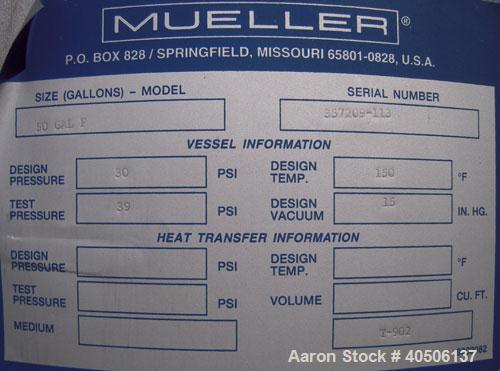 MUELLER®
P.O. BOX 828 / SPRINGFIELD, MISSOURI 65801-0828, U.S.A.
SIZE (GALLONS) – MODEL SERIAL NUMBER
50 GAL F 357209-113
VESSEL INFORMATION
DESIGN PRESSURE 30 PSI DESIGN TEMP. 150 °F
TEST PRESSURE 39 PSI DESIGN VACUUM 15 IN. HG.
HEAT TRANSFER INFORMATION
DESIGN PRESSURE PSI DESIGN TEMP. °F
TEST PRESSURE PSI VOLUME CU. FT.
MEDIUM T-902
Aaron Stock # 40506137